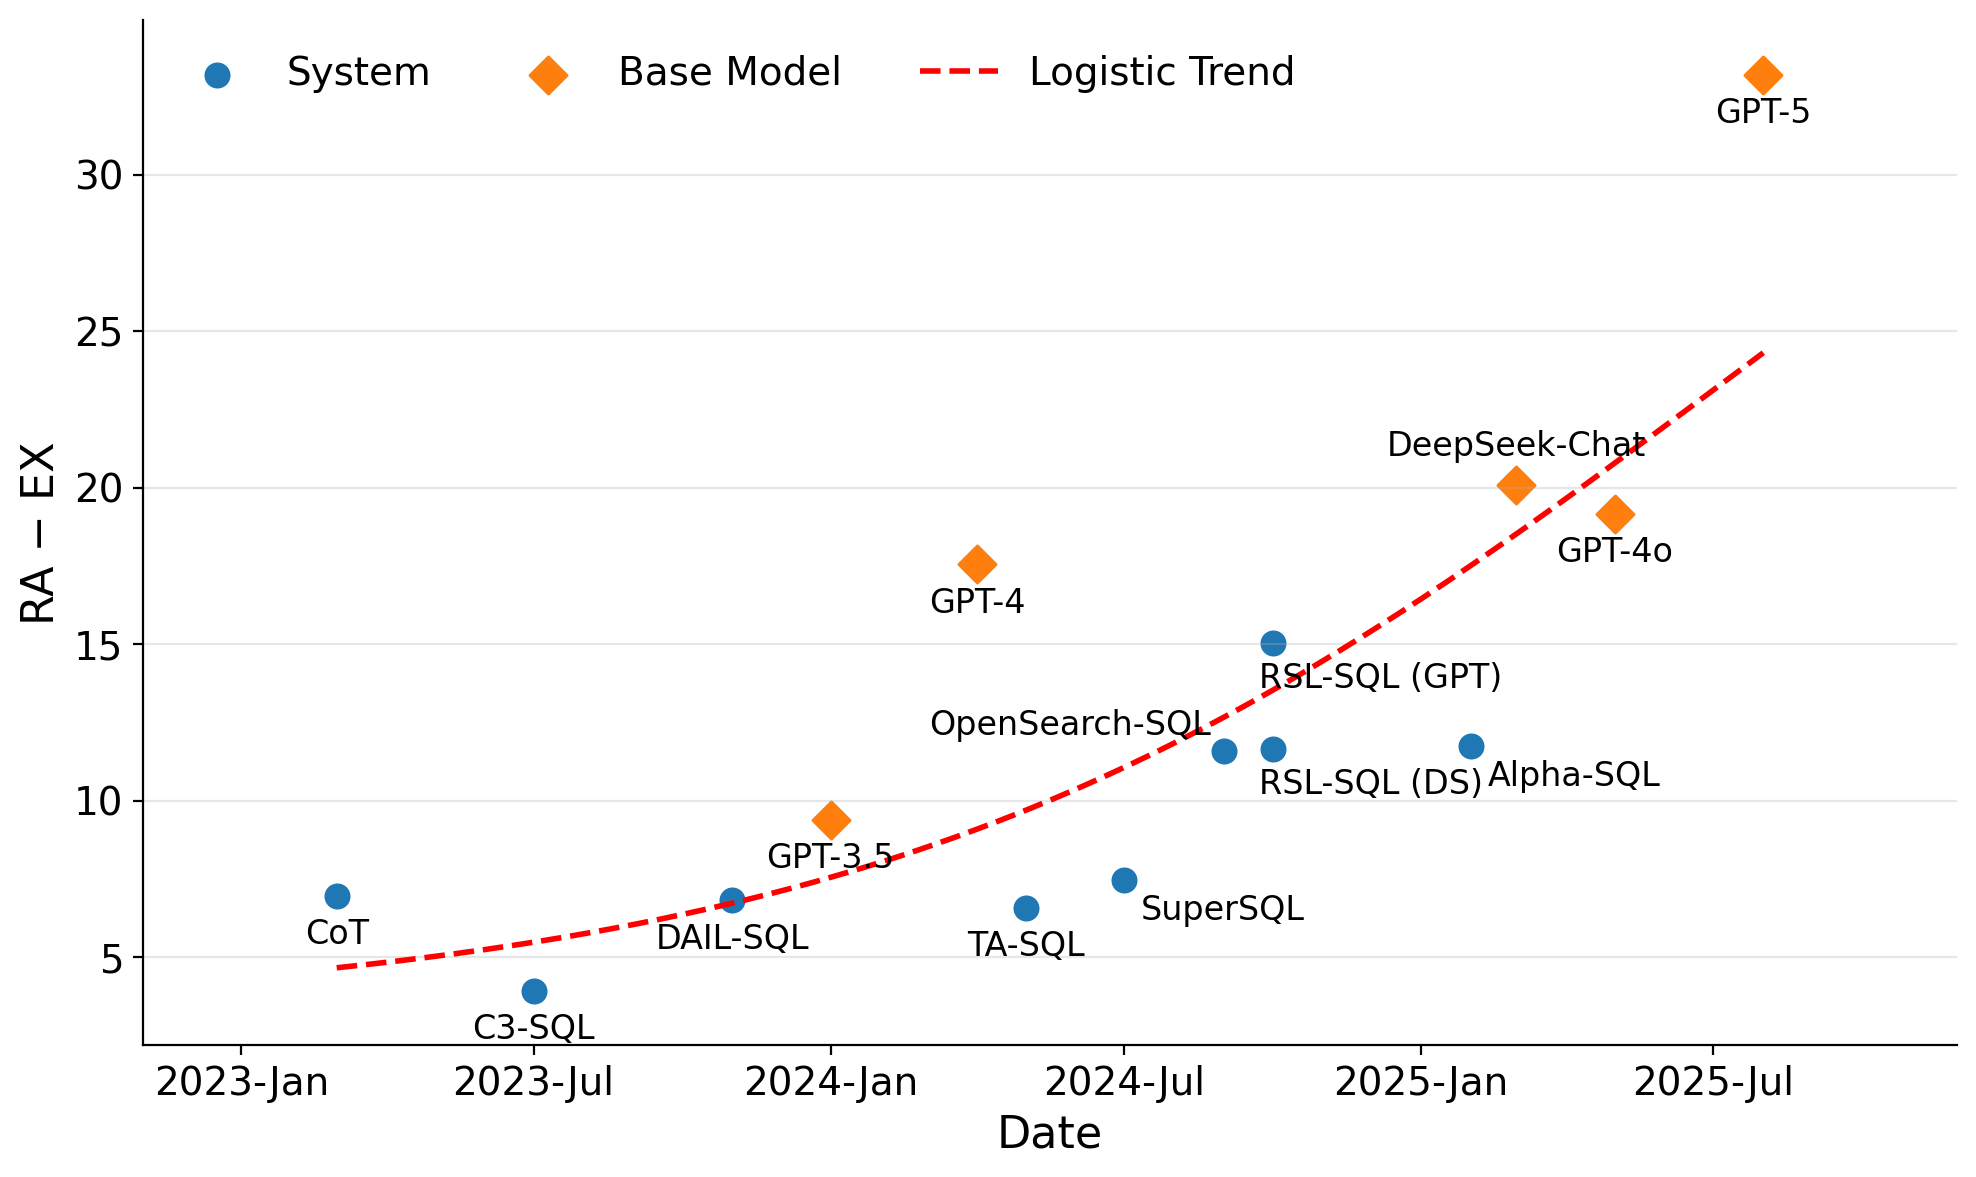 System
Base Model
Logistic Trend
GPT-5
30
25
DeepSeek-Chat
20
GPT-4o
GPT-4
15
RSL-SQL (GPT)
OpenSearch-SQL
RSL-SQL (DS)
Alpha-SQL
10
GPT-3.5
CoT
DAIL-SQL
SuperSQL
TA-SQL
5
C3-SQL
RA − EX
2023-Jan
2023-Jul
2024-Jan
2024-Jul
2025-Jan
2025-Jul
Date